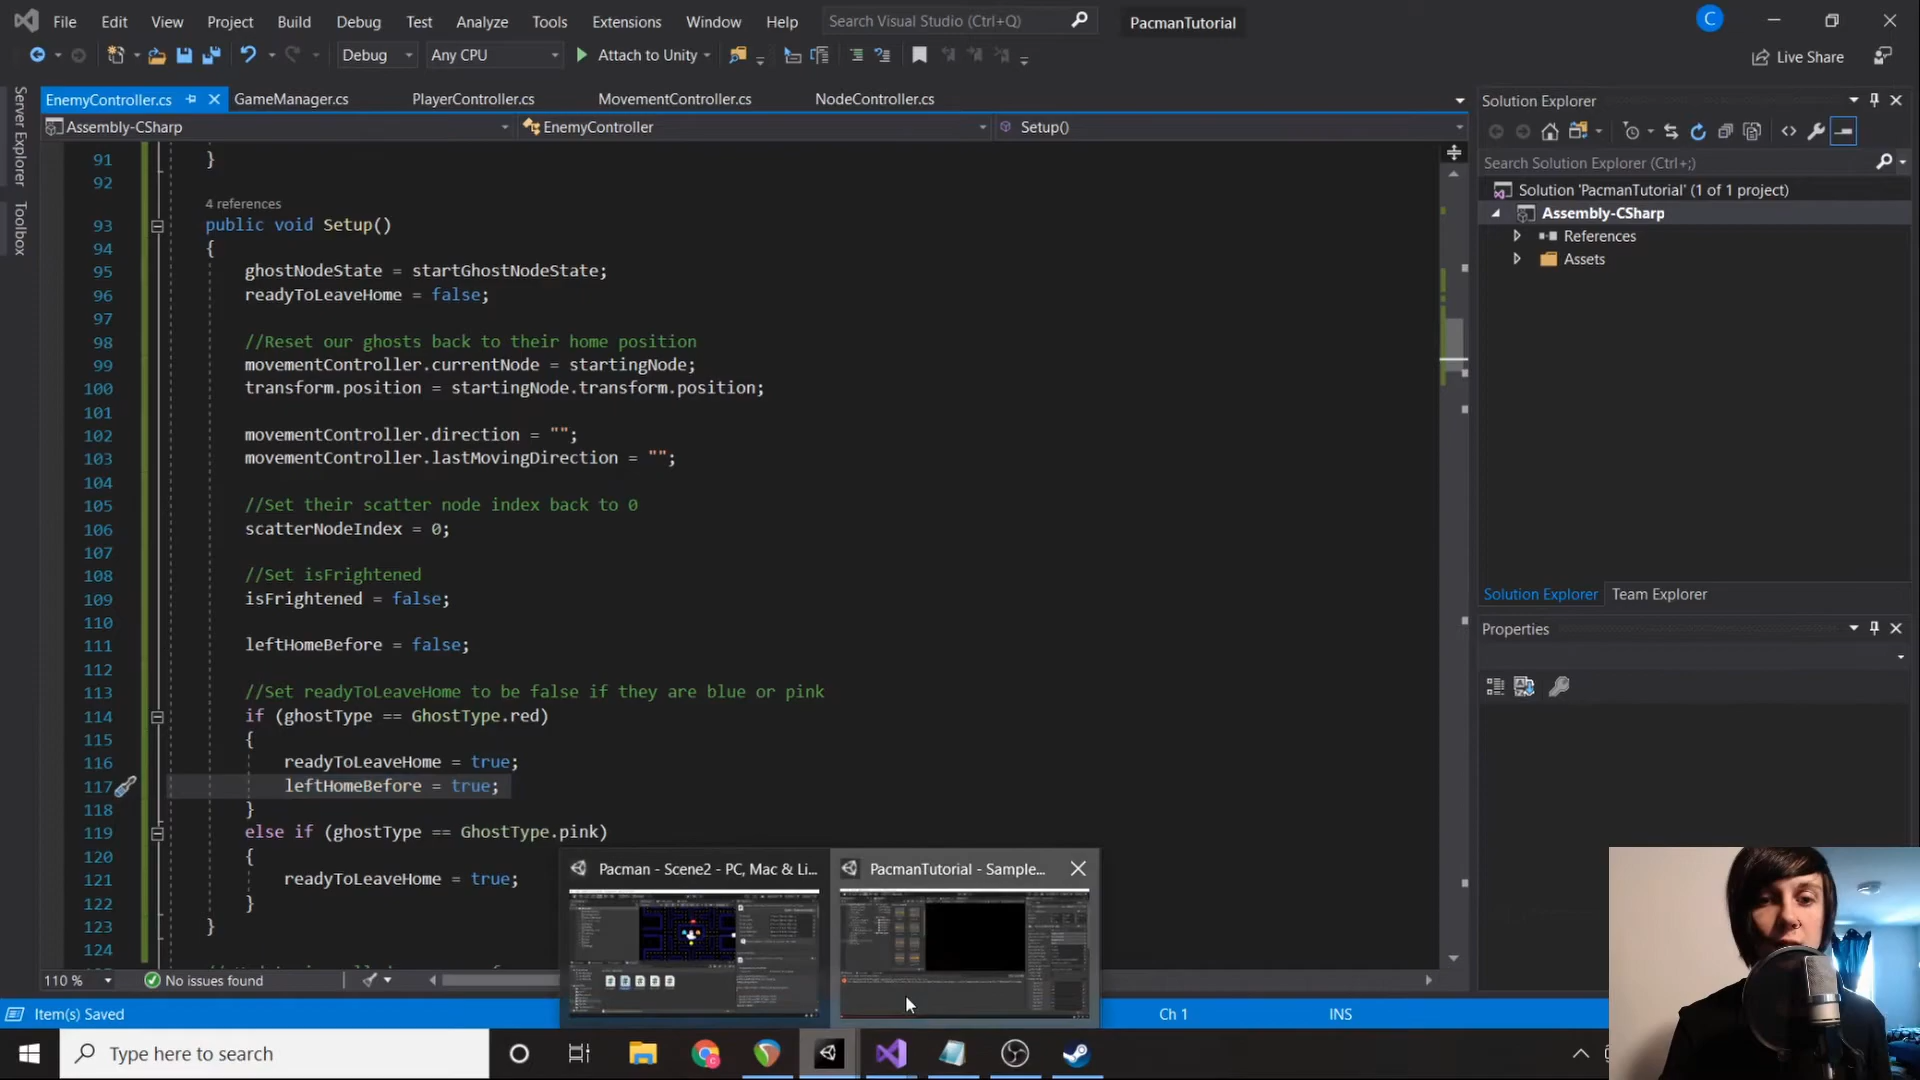 File Edit View Project Build Debug Test Analyze Tools Extensions Window Help Search Visual Studio (Ctrl+Q) PacmanTutorial C
Debug Any CPU Attach to Unity Live Share
Server Explorer
Toolbox
EnemyController.cs GameManager.cs PlayerController.cs MovementController.cs NodeController.cs
Assembly-CSharp EnemyController Setup()
91 }
92
4 references
93 public void Setup()
94 {
95 ghostNodeState = startGhostNodeState;
96 readyToLeaveHome = false;
97
98 //Reset our ghosts back to their home position
99 movementController.currentNode = startingNode;
100 transform.position = startingNode.transform.position;
101
102 movementController.direction = "";
103 movementController.lastMovingDirection = "";
104
105 //Set their scatter node index back to 0
106 scatterNodeIndex = 0;
107
108 //Set isFrightened
109 isFrightened = false;
110
111 leftHomeBefore = false;
112
113 //Set readyToLeaveHome to be false if they are blue or pink
114 if (ghostType == GhostType.red)
115 {
116 readyToLeaveHome = true;
117 leftHomeBefore = true;
118 }
119 else if (ghostType == GhostType.pink)
120 {
121 readyToLeaveHome = true;
122 }
123 }
124
110 % No issues found
Item(s) Saved Ch 1 INS
Solution Explorer
Search Solution Explorer (Ctrl+;)
Solution 'PacmanTutorial' (1 of 1 project)
Assembly-CSharp
References
Assets
Solution Explorer Team Explorer
Properties
Pacman - Scene2 - PC, Mac & Li... PacmanTutorial - Sample...
Type here to search